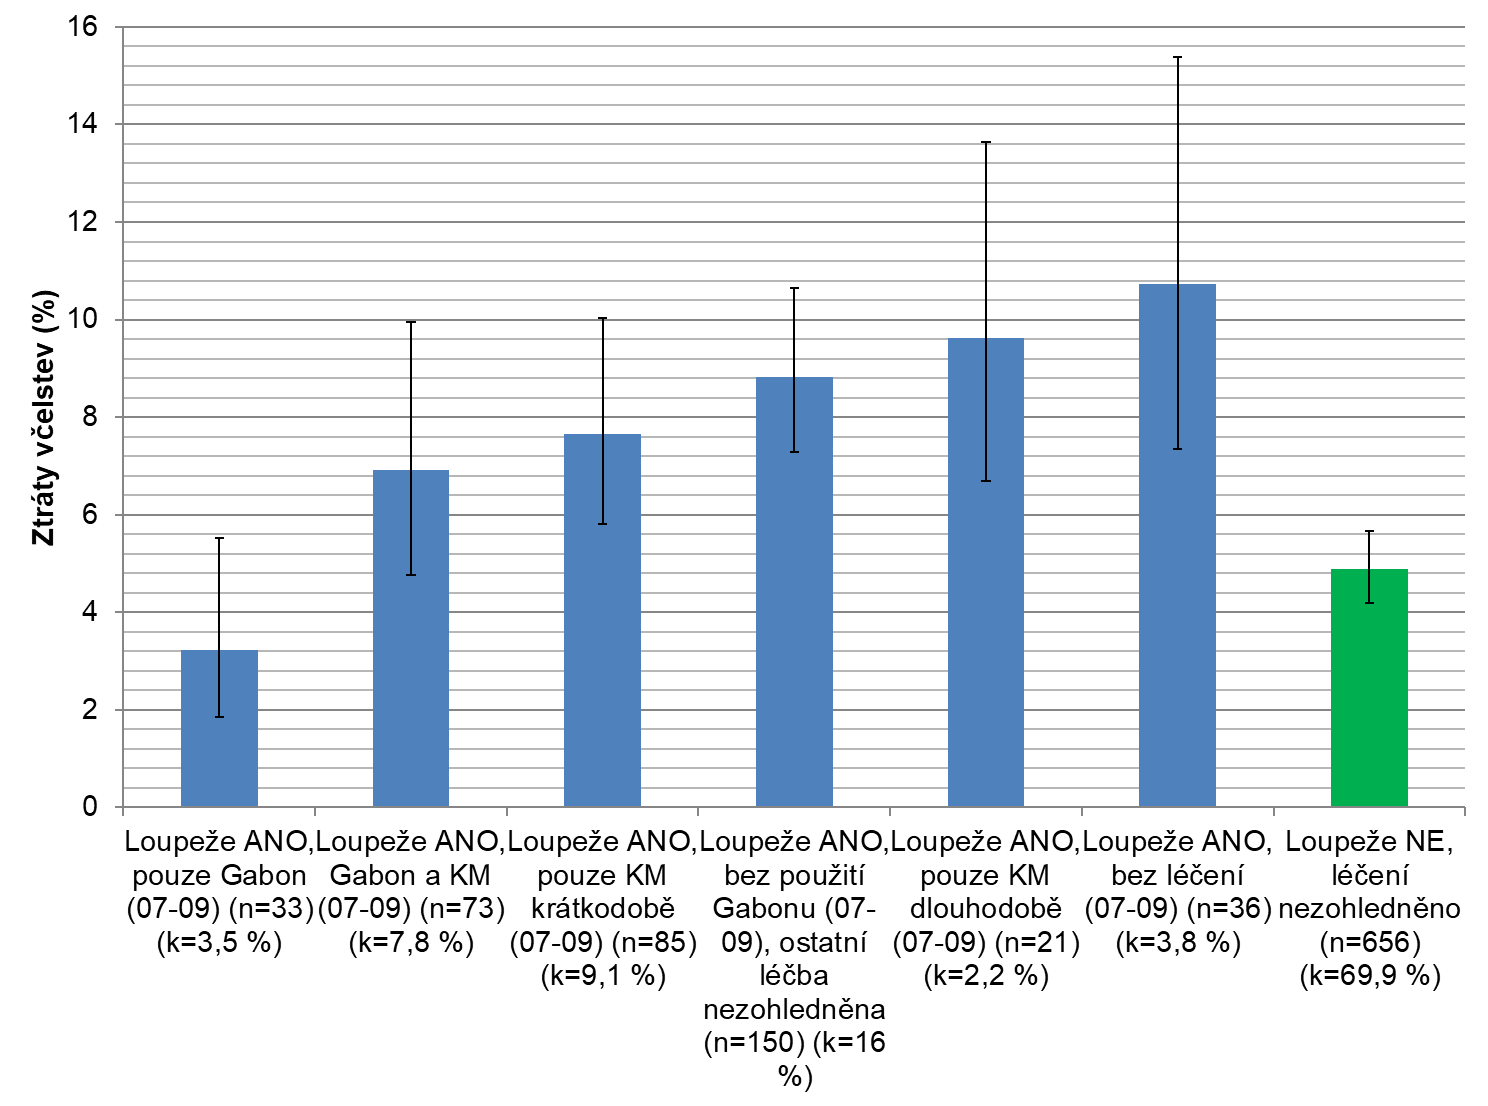 16
14
12
10
8
6
4
2
0
Ztráty včelstev (%)
Loupeže ANO,
pouze Gabon
(07-09) (n=33)
(k=3,5 %)
Loupeže ANO,
Gabon a KM
(07-09) (n=73)
(k=7,8 %)
Loupeže ANO,
pouze KM
krátkodobě
(07-09) (n=85)
(k=9,1 %)
Loupeže ANO,
bez použití
Gabonu (07-
09), ostatní
léčba
nezohledněna
(n=150) (k=16
%)
Loupeže ANO,
pouze KM
dlouhodobě
(07-09) (n=21)
(k=2,2 %)
Loupeže ANO,
bez léčení
(07-09) (n=36)
(k=3,8 %)
Loupeže NE,
léčení
nezohledněno
(n=656)
(k=69,9 %)